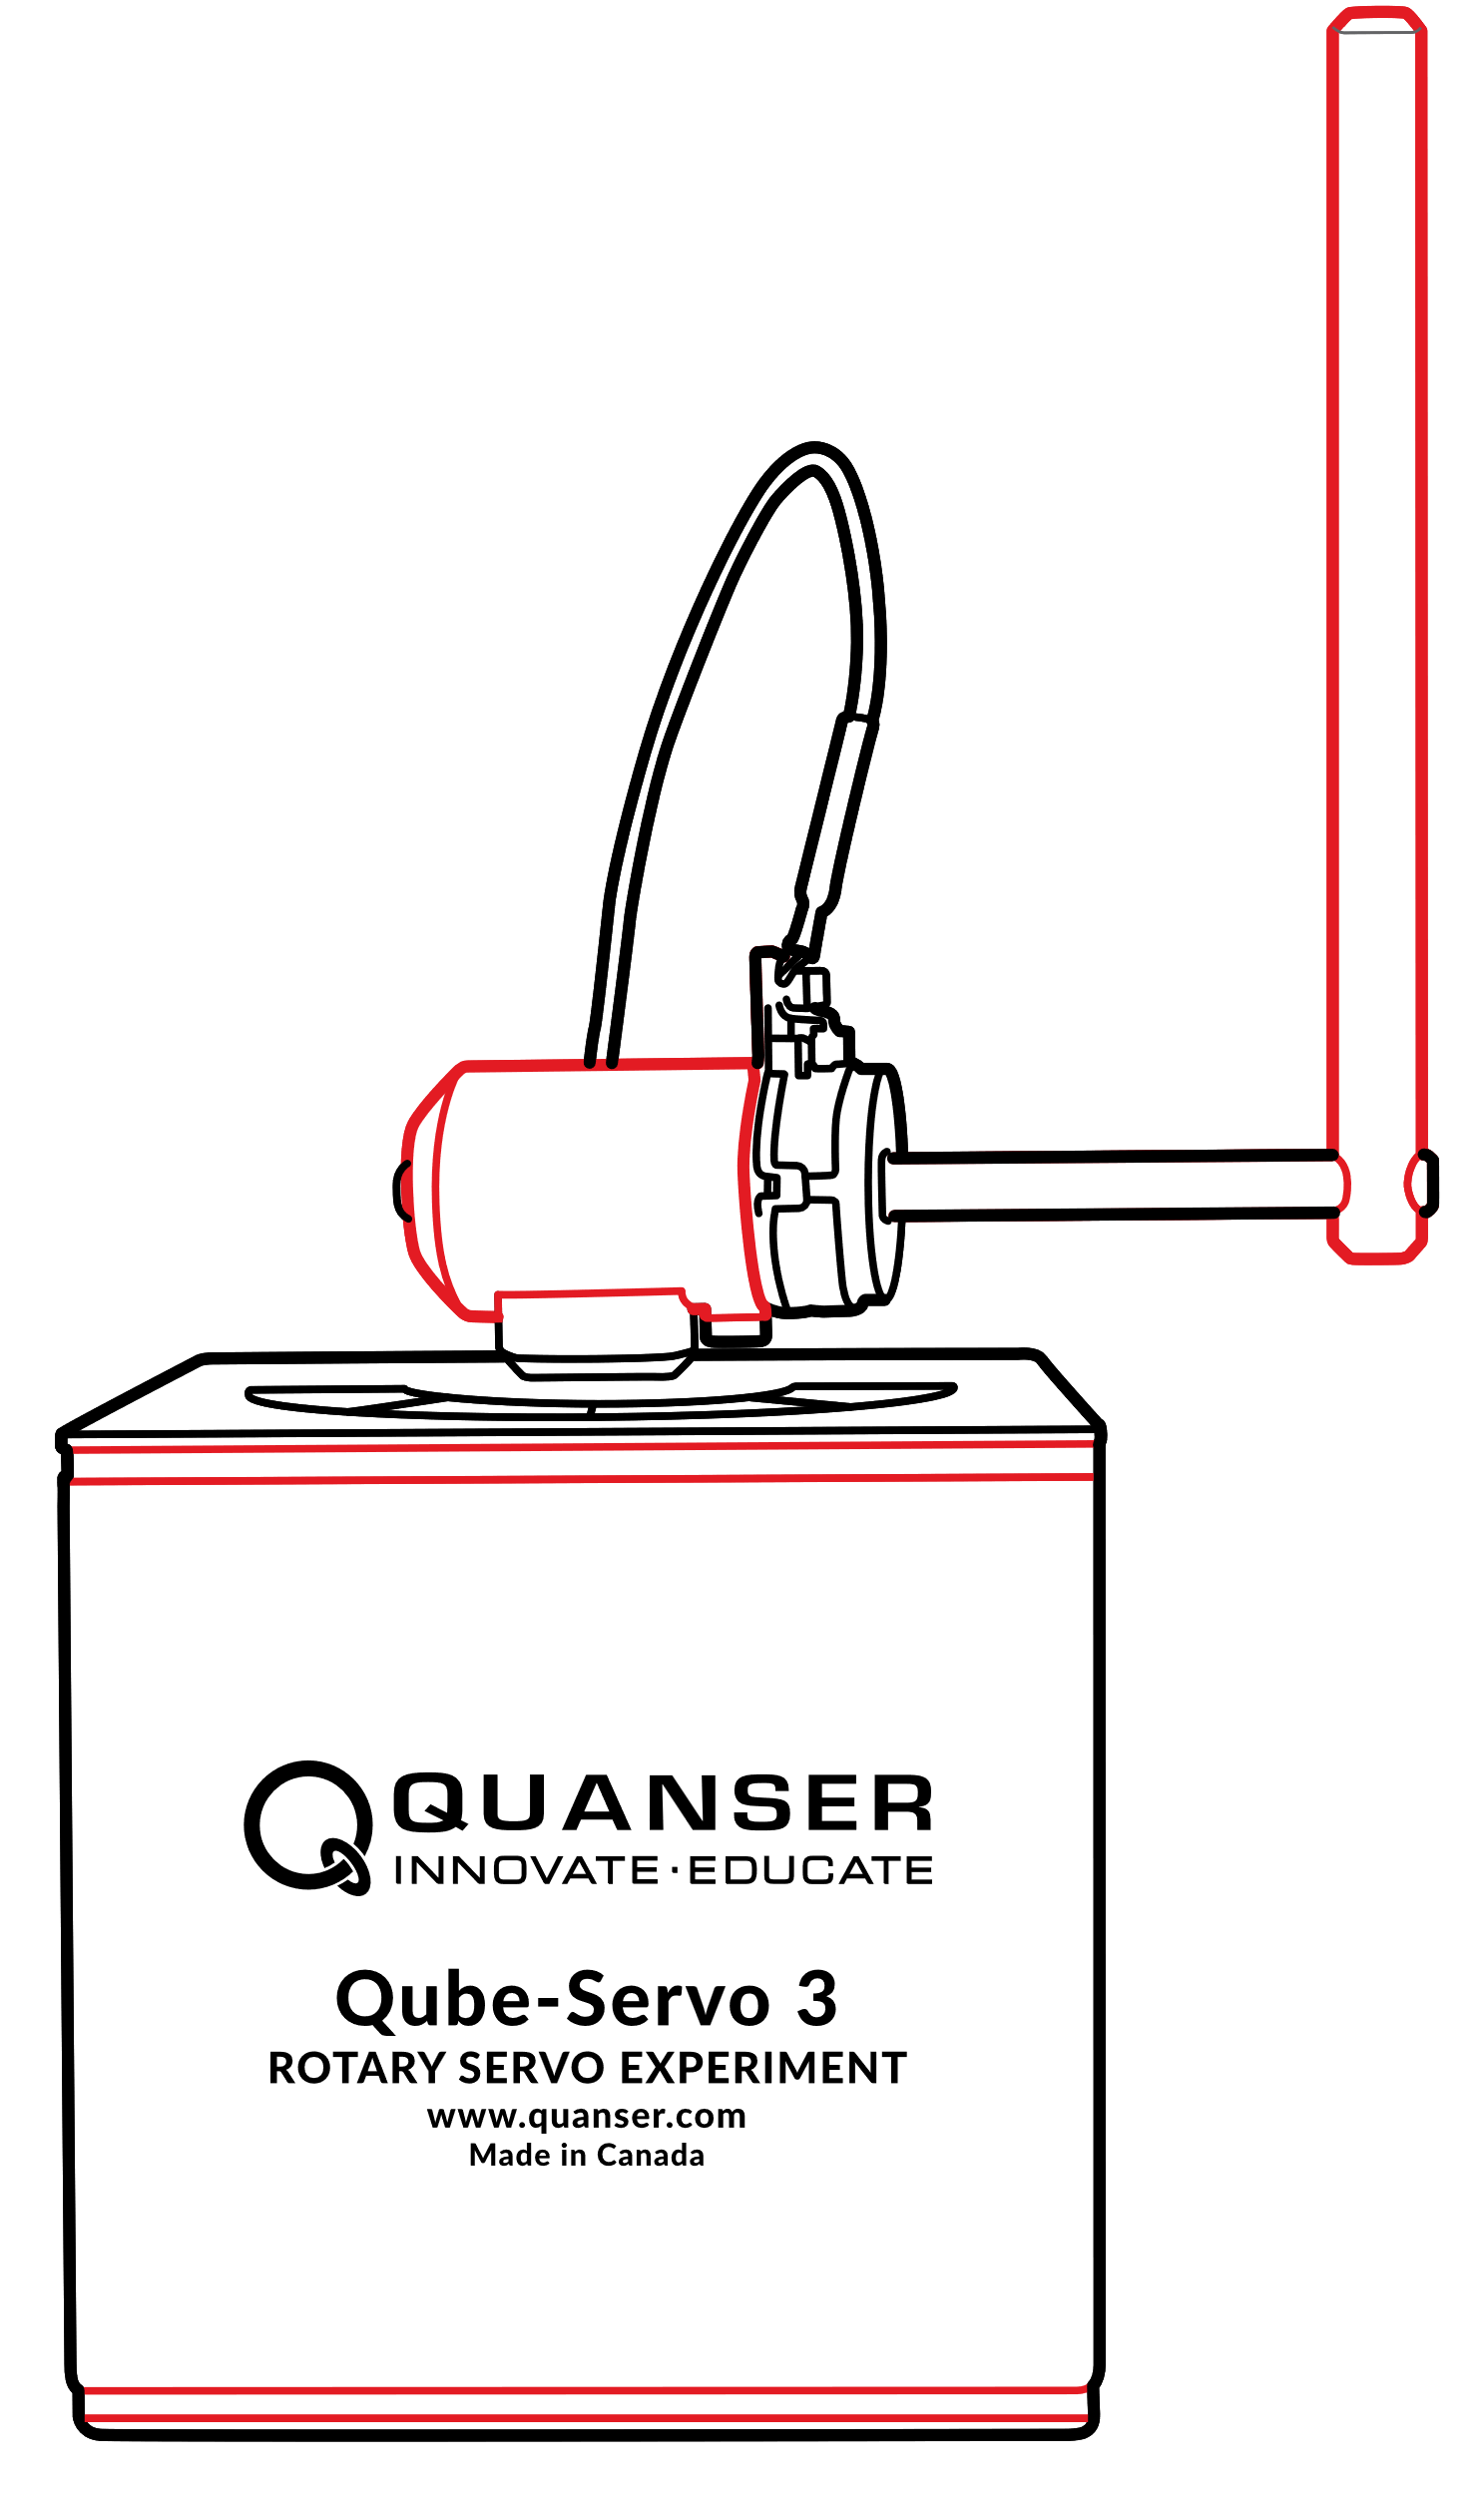 QUANSER
INNOVATE·EDUCATE
Qube-Servo 3
ROTARY SERVO EXPERIMENT
www.quanser.com
Made in Canada